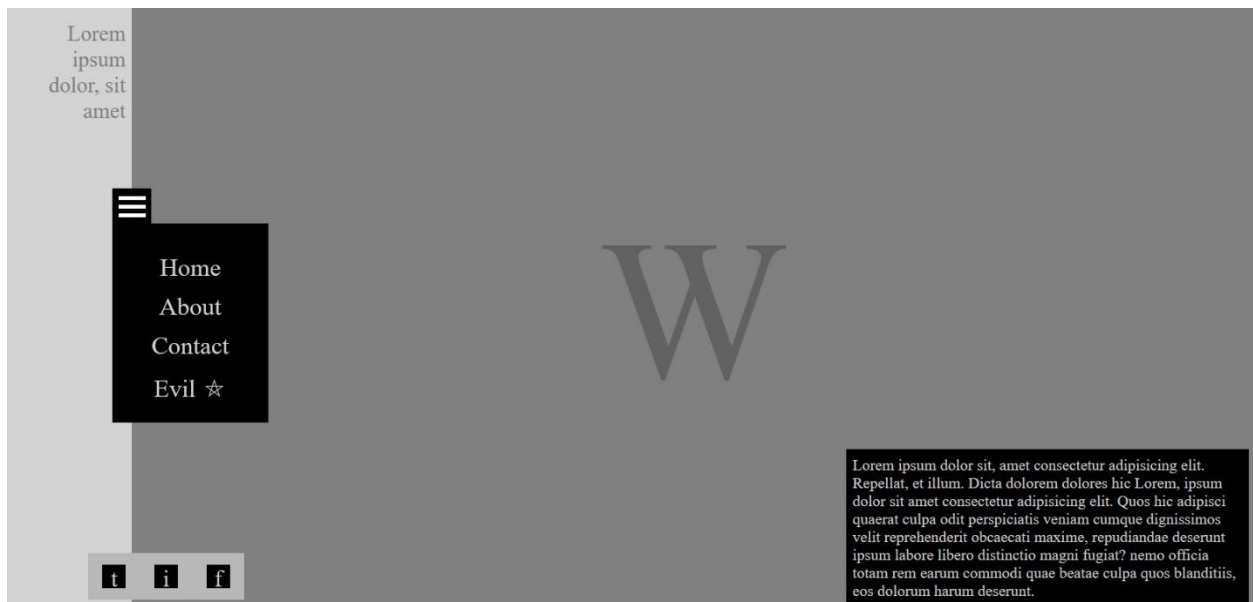 Lorem
ipsum
dolor, sit
amet
Home
About
Contact
Evil ⛤
W
t i f
Lorem ipsum dolor sit, amet consectetur adipisicing elit.
Repellat, et illum. Dicta dolorem dolores hic Lorem, ipsum
dolor sit amet consectetur adipisicing elit. Quos hic adipisci
quaerat culpa odit perspiciatis veniam cumque dignissimos
velit reprehenderit obcaecati maxime, repudiandae deserunt
ipsum labore libero distinctio magni fugiat? nemo officia
totam rem earum commodi quae beatae culpa quos blanditiis,
eos dolorum harum deserunt.